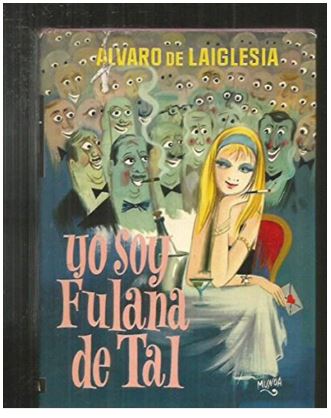 ALVARO DE LAIGLESIA
yo soy
Fulana
de Tal
MUNOA